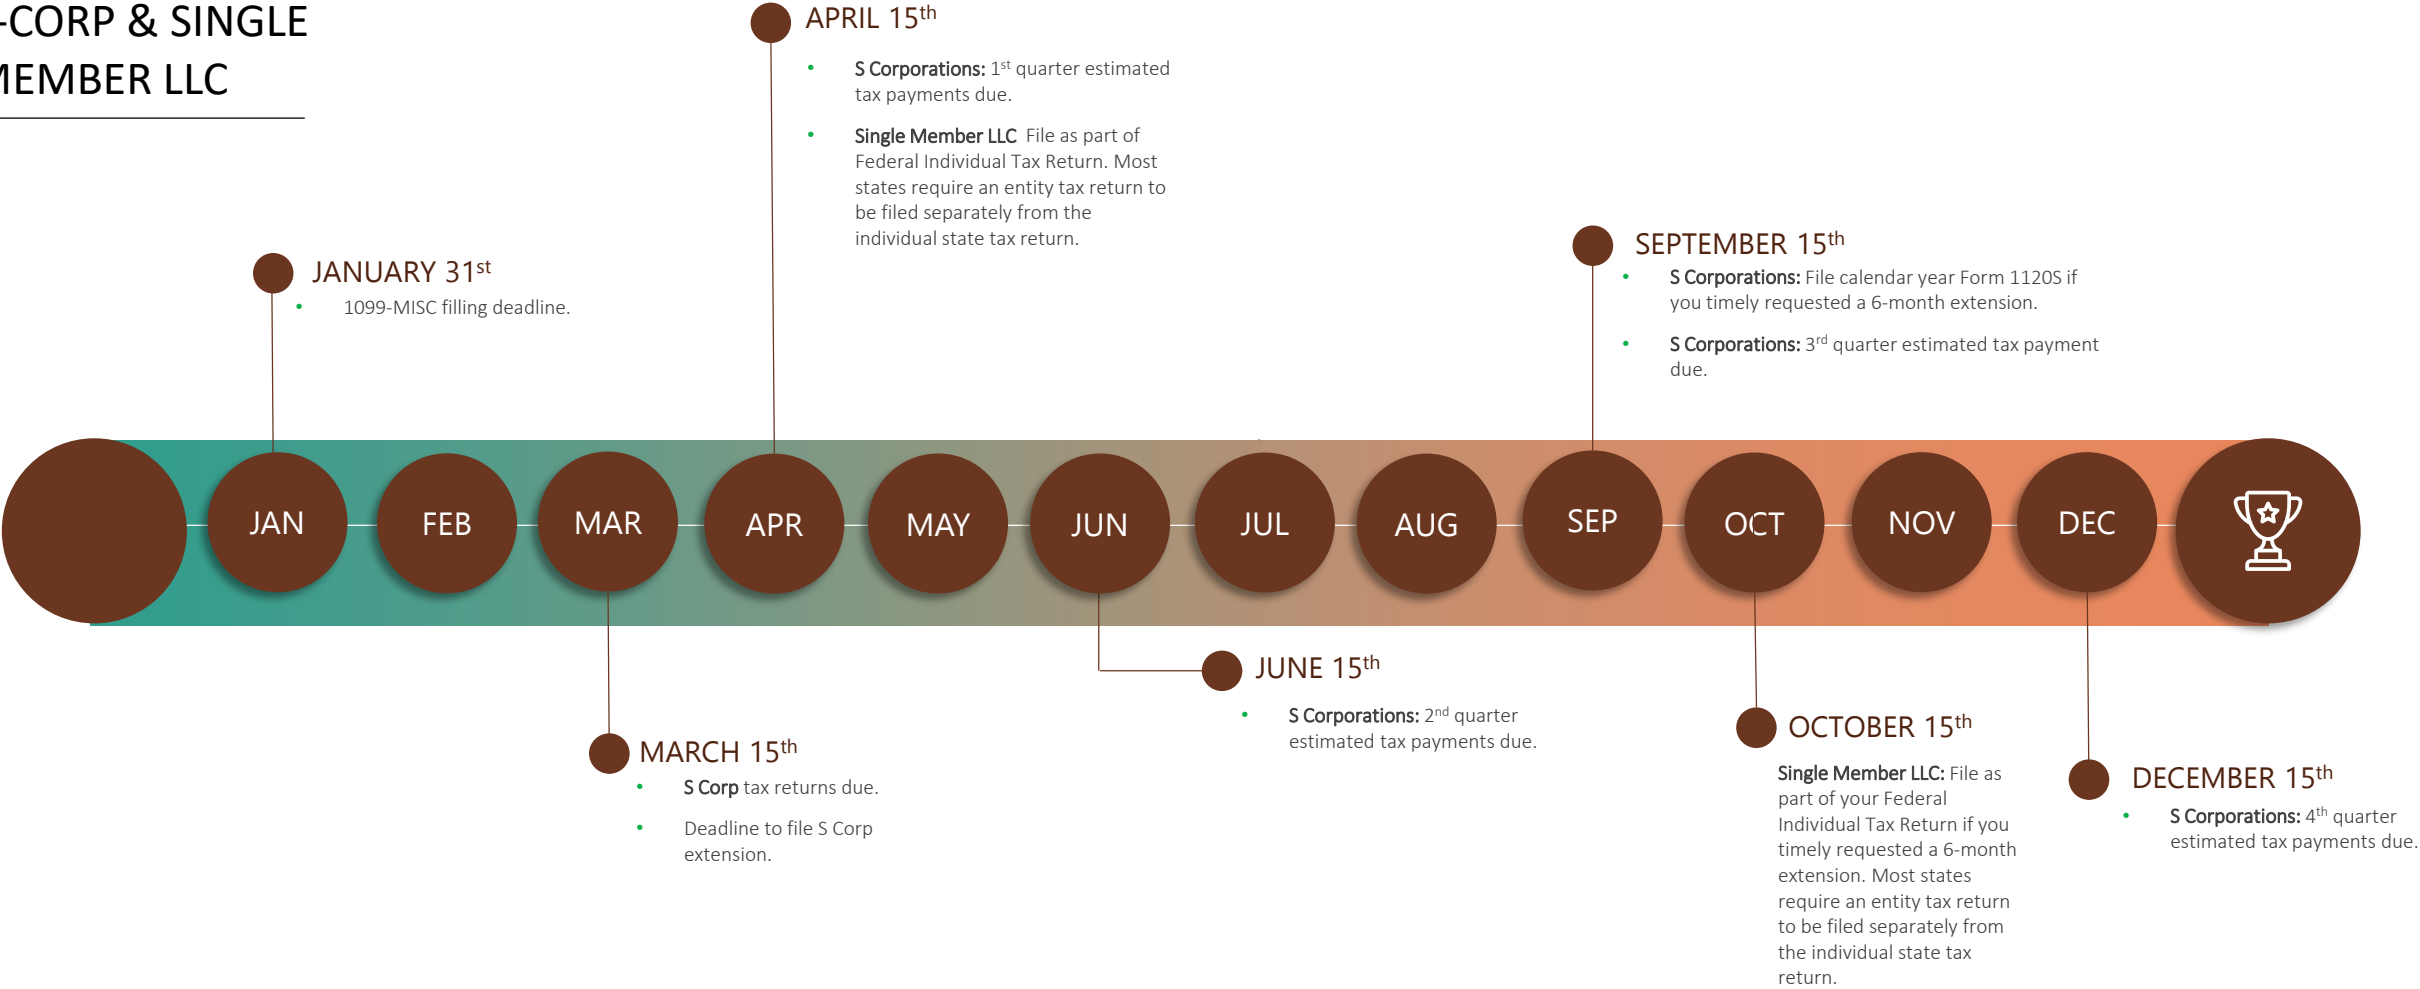 -CORP & SINGLE
MEMBER LLC
APRIL 15th
• S Corporations: 1st quarter estimated
tax payments due.
• Single Member LLC File as part of
Federal Individual Tax Return. Most
states require an entity tax return to
be filed separately from the
individual state tax return.
JANUARY 31st
• 1099-MISC filling deadline.
SEPTEMBER 15th
• S Corporations: File calendar year Form 1120S if
you timely requested a 6-month extension.
• S Corporations: 3rd quarter estimated tax payment
due.
JAN
FEB
MAR
APR
MAY
JUN
JUL
AUG
SEP
OCT
NOV
DEC
MARCH 15th
• S Corp tax returns due.
• Deadline to file S Corp
extension.
JUNE 15th
• S Corporations: 2nd quarter
estimated tax payments due.
OCTOBER 15th
Single Member LLC: File as
part of your Federal
Individual Tax Return if you
timely requested a 6-month
extension. Most states
require an entity tax return
to be filed separately from
the individual state tax
return.
DECEMBER 15th
• S Corporations: 4th quarter
estimated tax payments due.